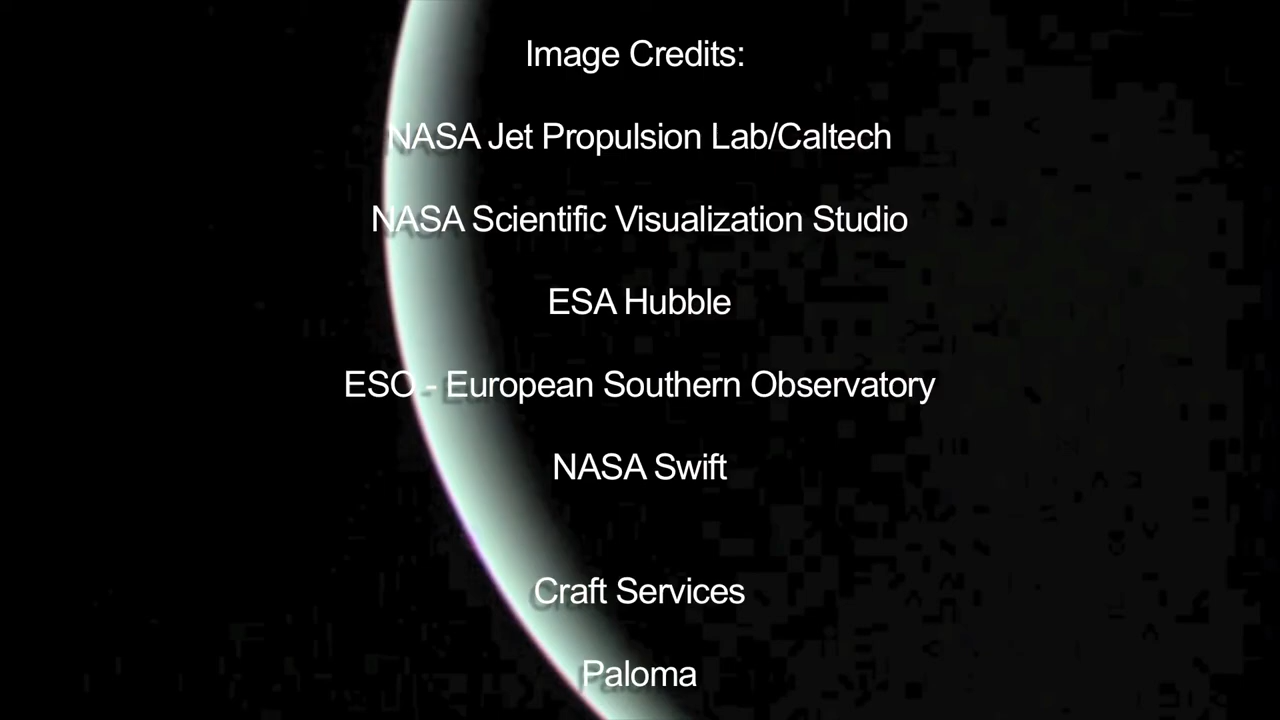 Image Credits:
NASA Jet Propulsion Lab/Caltech
NASA Scientific Visualization Studio
ESA Hubble
ESO - European Southern Observatory
NASA Swift
Craft Services
Paloma